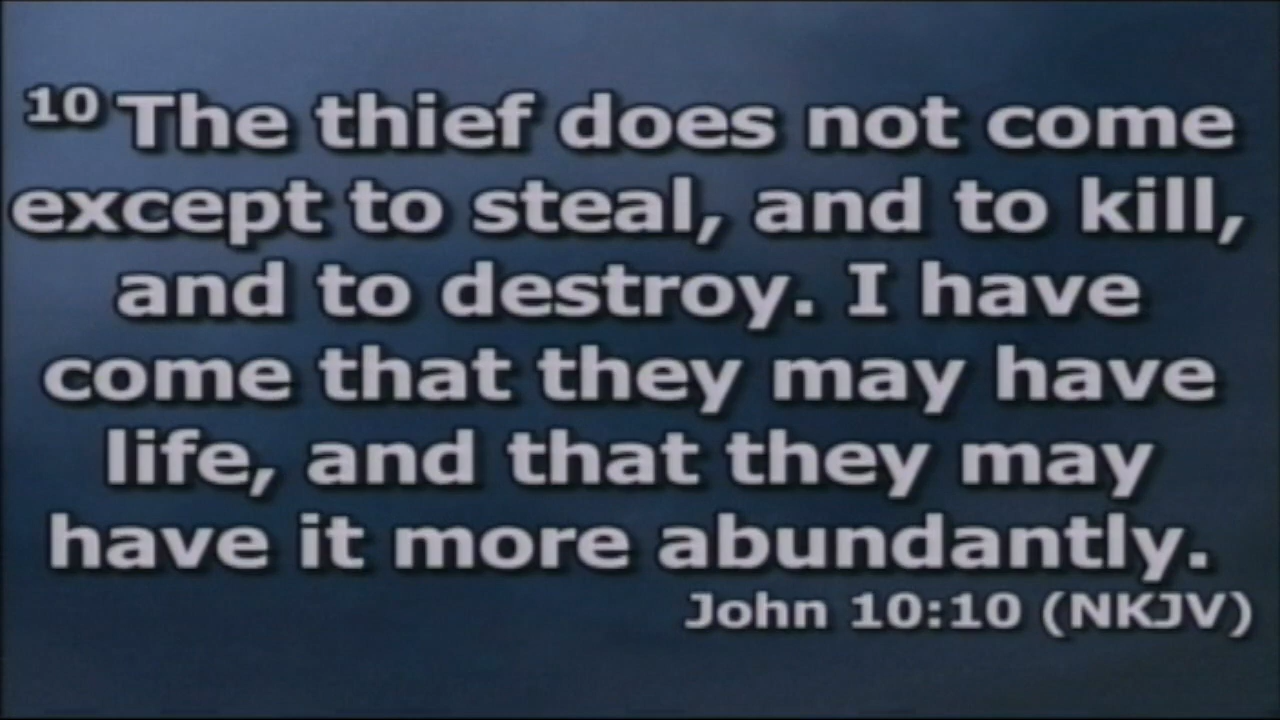 10 The thief does not come
except to steal, and to kill,
and to destroy. I have
come that they may have
life, and that they may
have it more abundantly.
John 10:10 (NKJV)